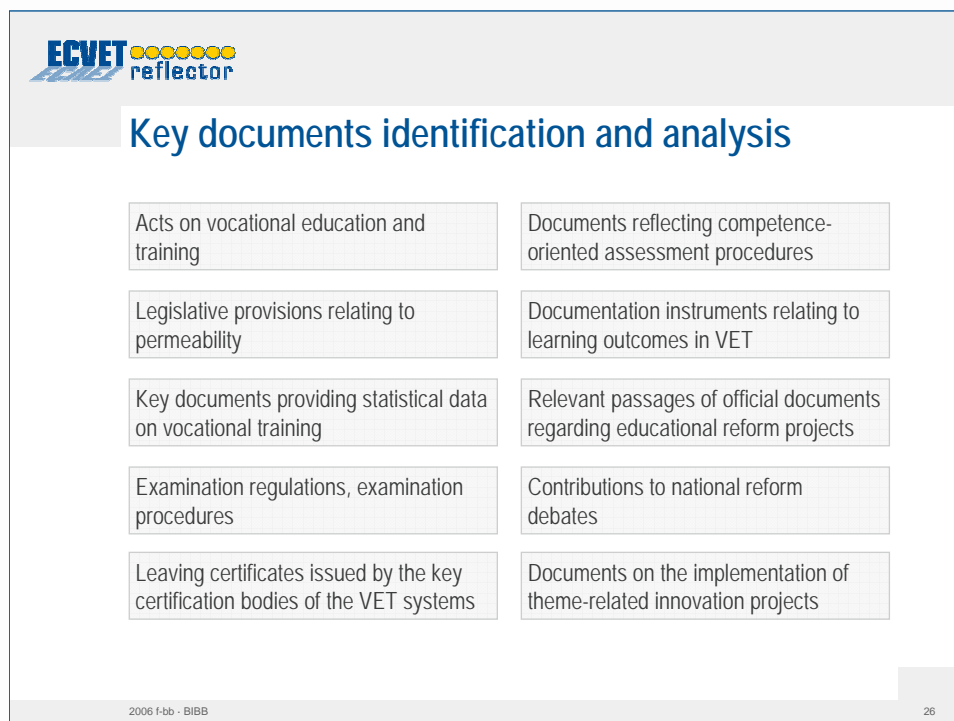 ECVET
reflector
Key documents identification and analysis
Acts on vocational education and
training
Legislative provisions relating to
permeability
Key documents providing statistical data
on vocational training
Examination regulations, examination
procedures
Leaving certificates issued by the key
certification bodies of the VET systems
Documents reflecting competence-
oriented assessment procedures
Documentation instruments relating to
learning outcomes in VET
Relevant passages of official documents
regarding educational reform projects
Contributions to national reform
debates
Documents on the implementation of
theme-related innovation projects
2006 f-bb - BIBB
26